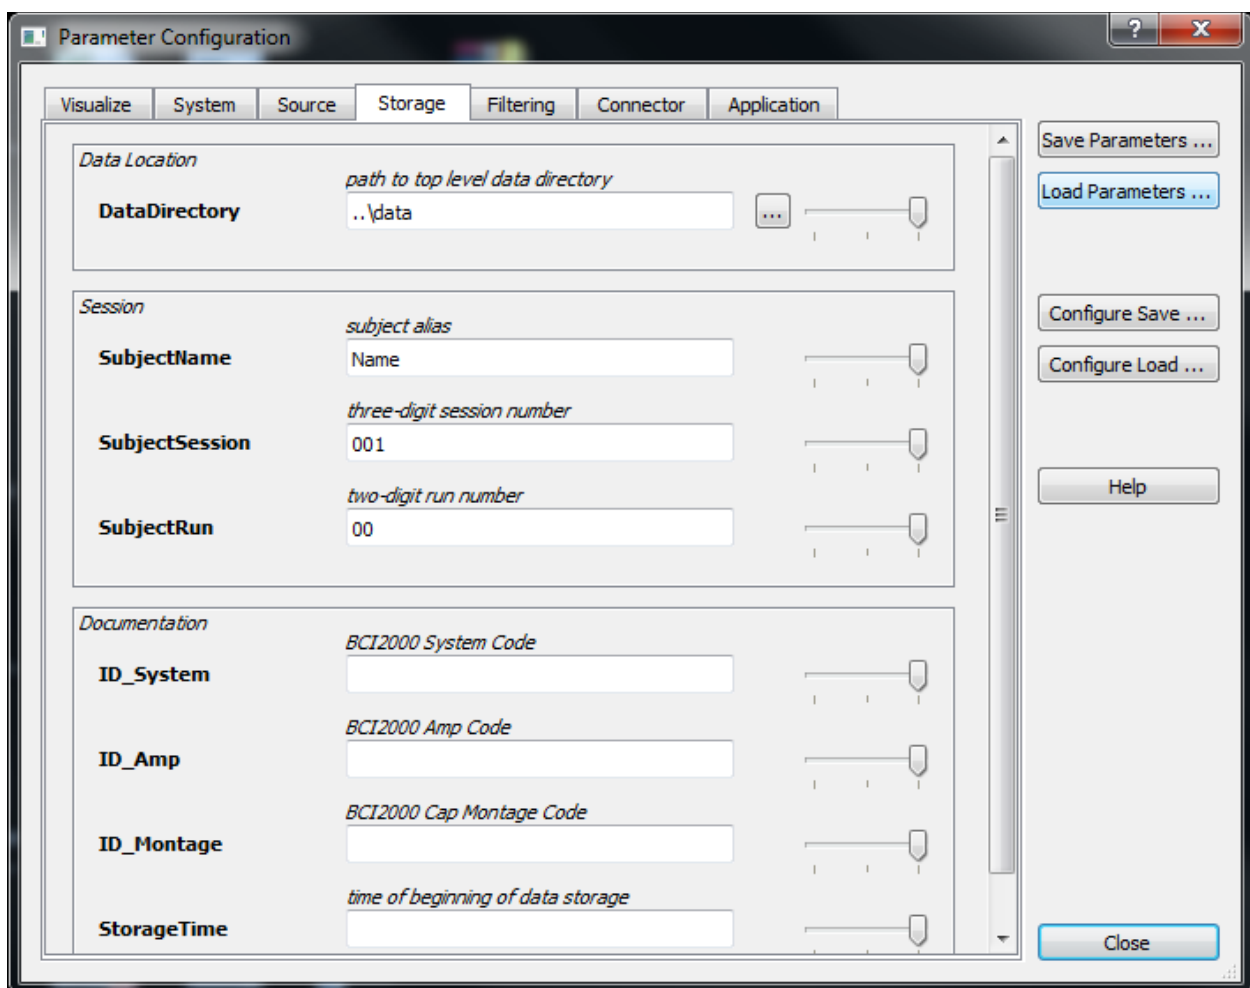 Parameter Configuration
?
X
Visualize
System
Source
Storage
Filtering
Connector
Application
Data Location
path to top level data directory
DataDirectory
..\data
...
Session
subject alias
SubjectName
Name
three-digit session number
SubjectSession
001
two-digit run number
SubjectRun
00
Documentation
BCI2000 System Code
ID_System
BCI2000 Amp Code
ID_Amp
BCI2000 Cap Montage Code
ID_Montage
time of beginning of data storage
StorageTime
Save Parameters ...
Load Parameters ...
Configure Save ...
Configure Load ...
Help
Close